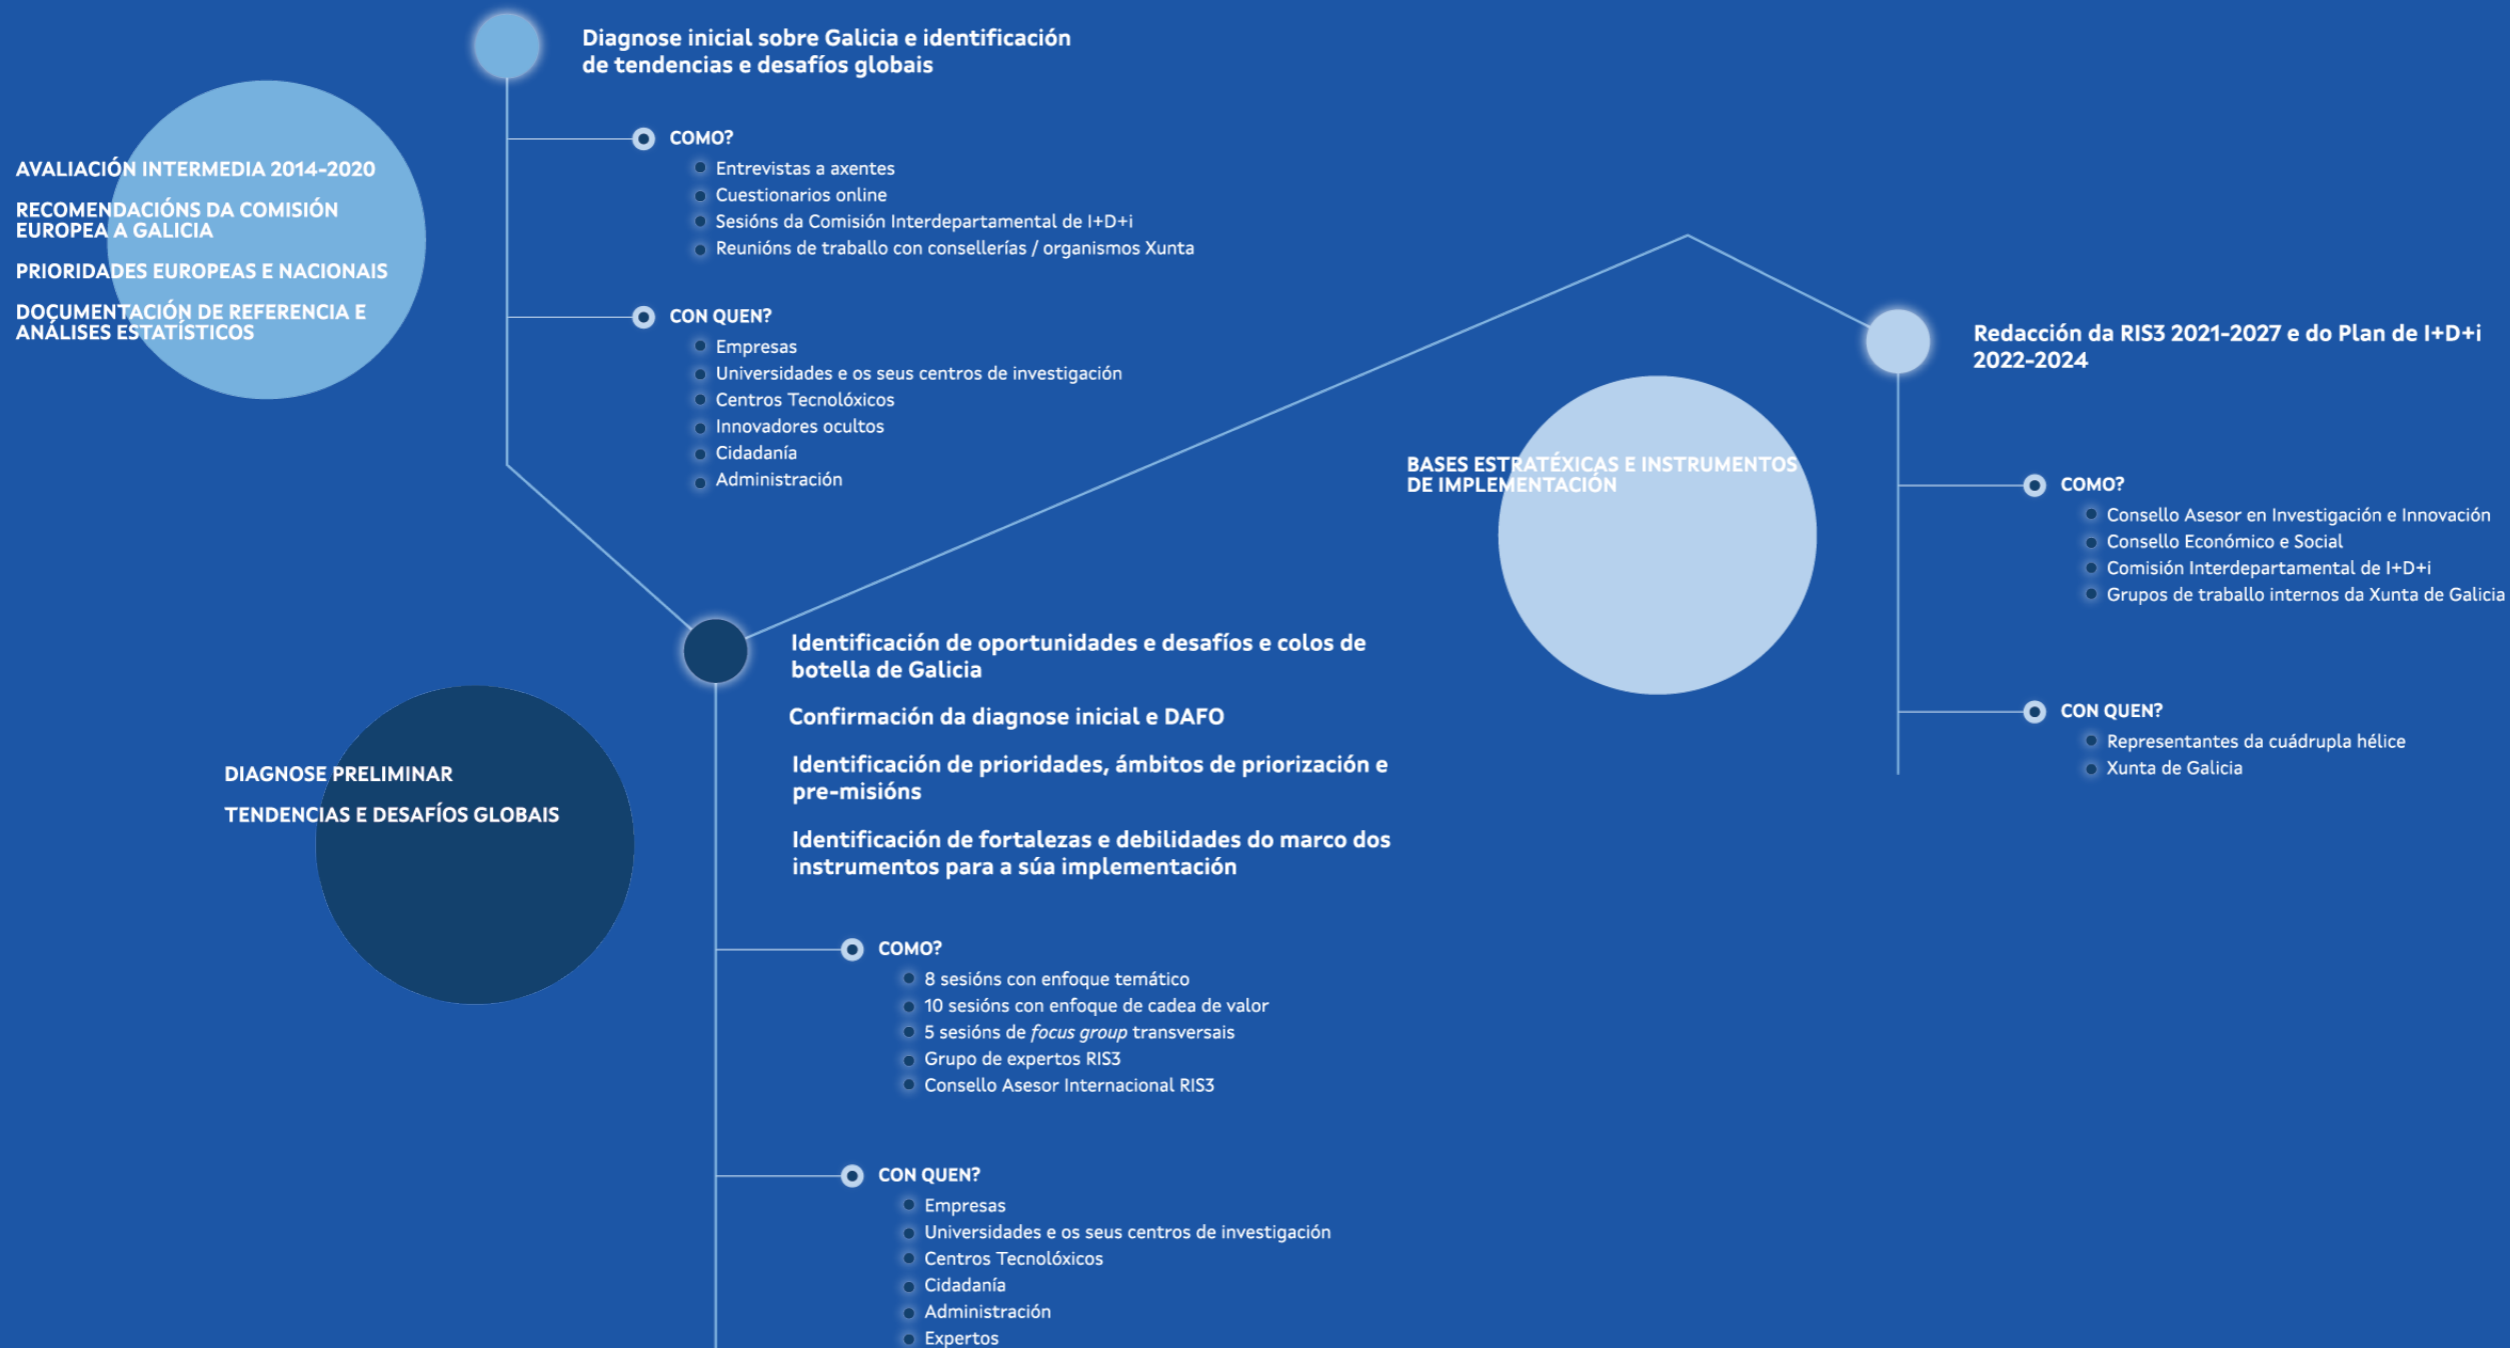 AVALIACIÓN INTERMEDIA 2014-2020
RECOMENDACIÓNS DA COMISIÓN
EUROPEA A GALICIA
PRIORIDADES EUROPEAS E NACIONAIS
DOCUMENTACIÓN DE REFERENCIA E
ANÁLISES ESTATÍSTICOS
Diagnose inicial sobre Galicia e identificación
de tendencias e desafíos globais
COMO?
Entrevistas a axentes
Cuestionarios online
Sesións da Comisión Interdepartamental de I+D+i
Reunións de traballo con consellerías / organismos Xunta
CON QUEN?
Empresas
Universidades e os seus centros de investigación
Centros Tecnolóxicos
Innovadores ocultos
Cidadanía
Administración
DIAGNOSE PRELIMINAR
TENDENCIAS E DESAFÍOS GLOBAIS
Identificación de oportunidades e desafíos e colos de
botella de Galicia
Confirmación da diagnose inicial e DAFO
Identificación de prioridades, ámbitos de priorización e
pre-misións
Identificación de fortalezas e debilidades do marco dos
instrumentos para a súa implementación
COMO?
8 sesións con enfoque temático
10 sesións con enfoque de cadea de valor
5 sesións de focus group transversais
Grupo de expertos RIS3
Consello Asesor Internacional RIS3
CON QUEN?
Empresas
Universidades e os seus centros de investigación
Centros Tecnolóxicos
Cidadanía
Administración
Expertos
BASES ESTRATÉXICAS E INSTRUMENTOS
DE IMPLEMENTACIÓN
Redacción da RIS3 2021-2027 e do Plan de I+D+i
2022-2024
COMO?
Consello Asesor en Investigación e Innovación
Consello Económico e Social
Comisión Interdepartamental de I+D+i
Grupos de traballo internos da Xunta de Galicia
CON QUEN?
Representantes da cuádrupla hélice
Xunta de Galicia